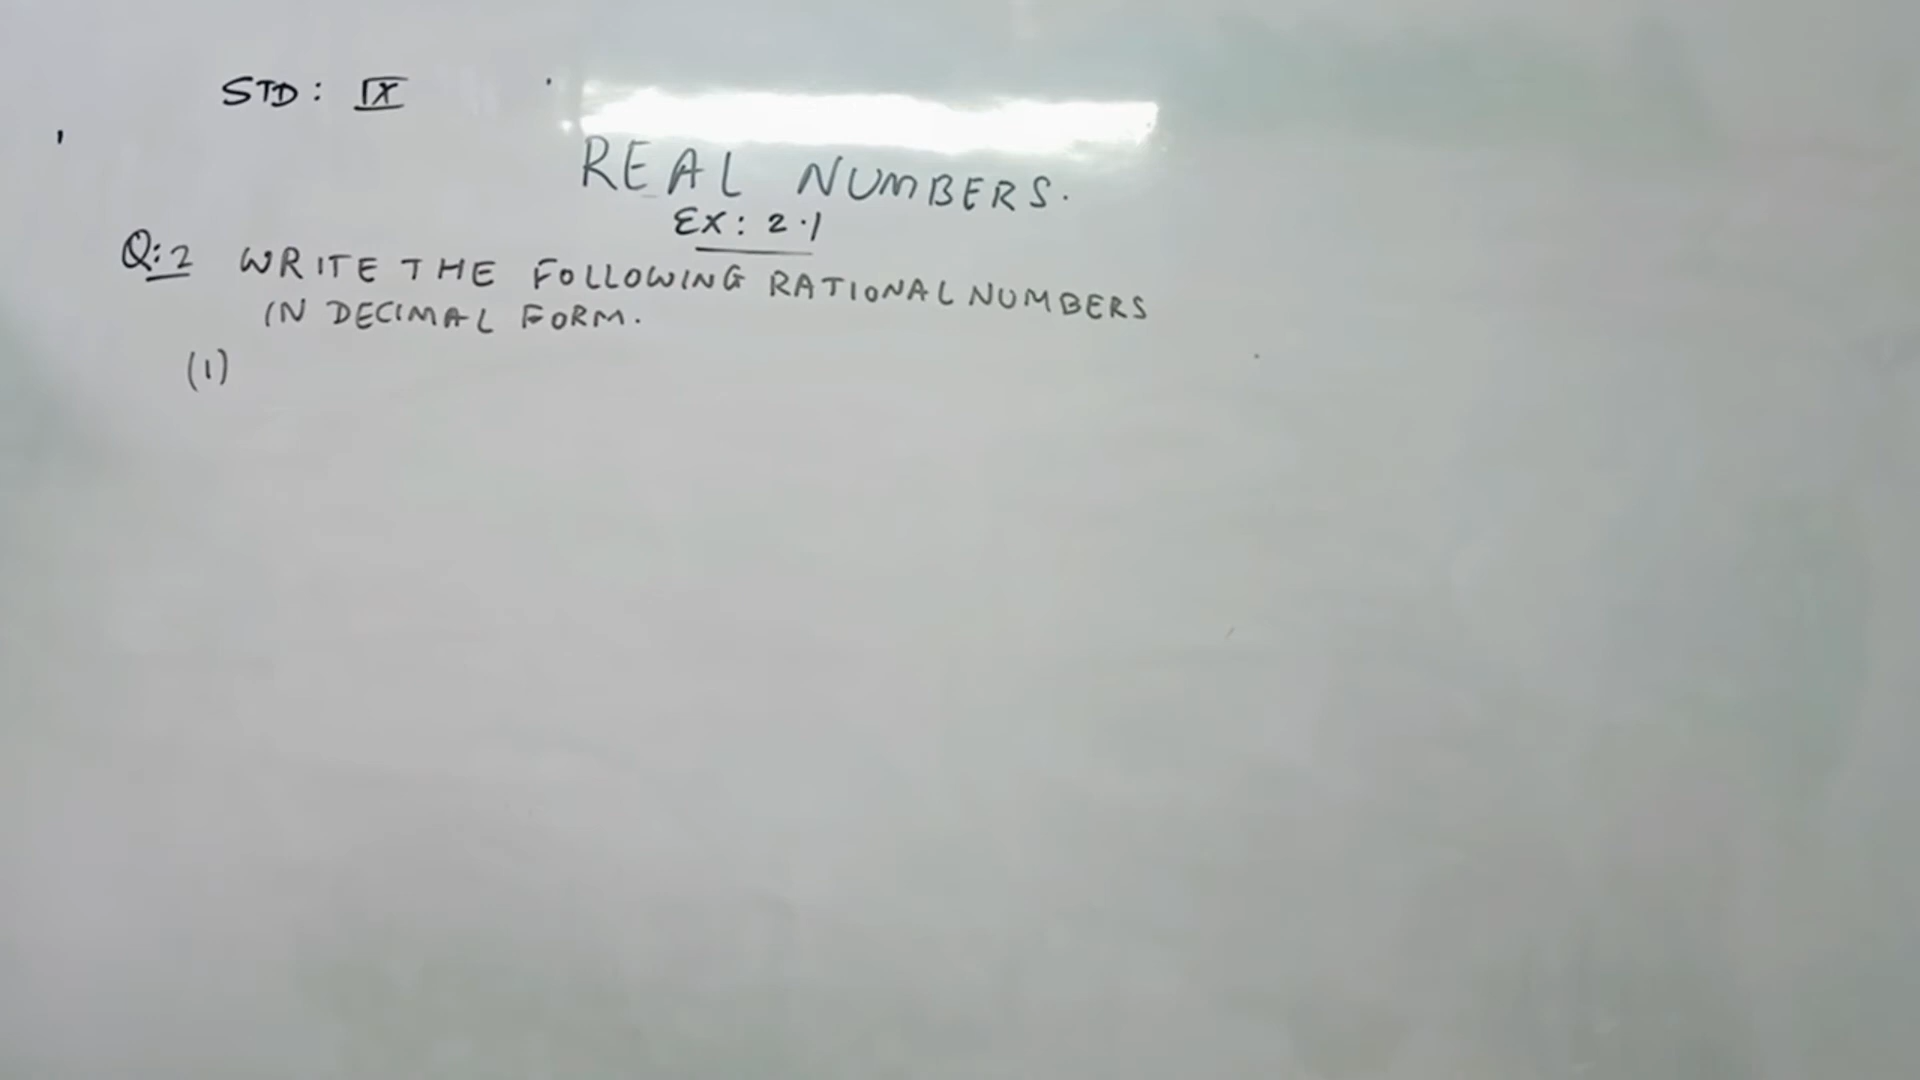 STD: IX
REAL NUMBERS.
EX: 2.1
Q:2 WRITE THE FOLLOWING RATIONAL NUMBERS
IN DECIMAL FORM.
(1)